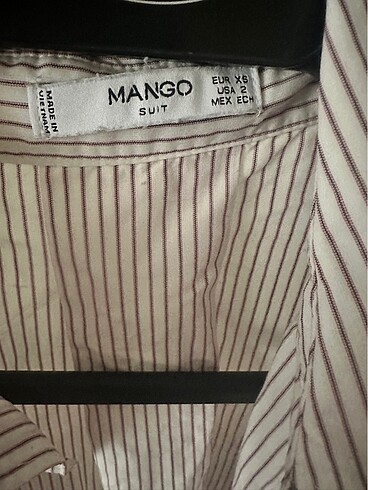 MADE IN
VIETNAM
MANGO
SUIT
EUR XS
USA 2
MEX ECH